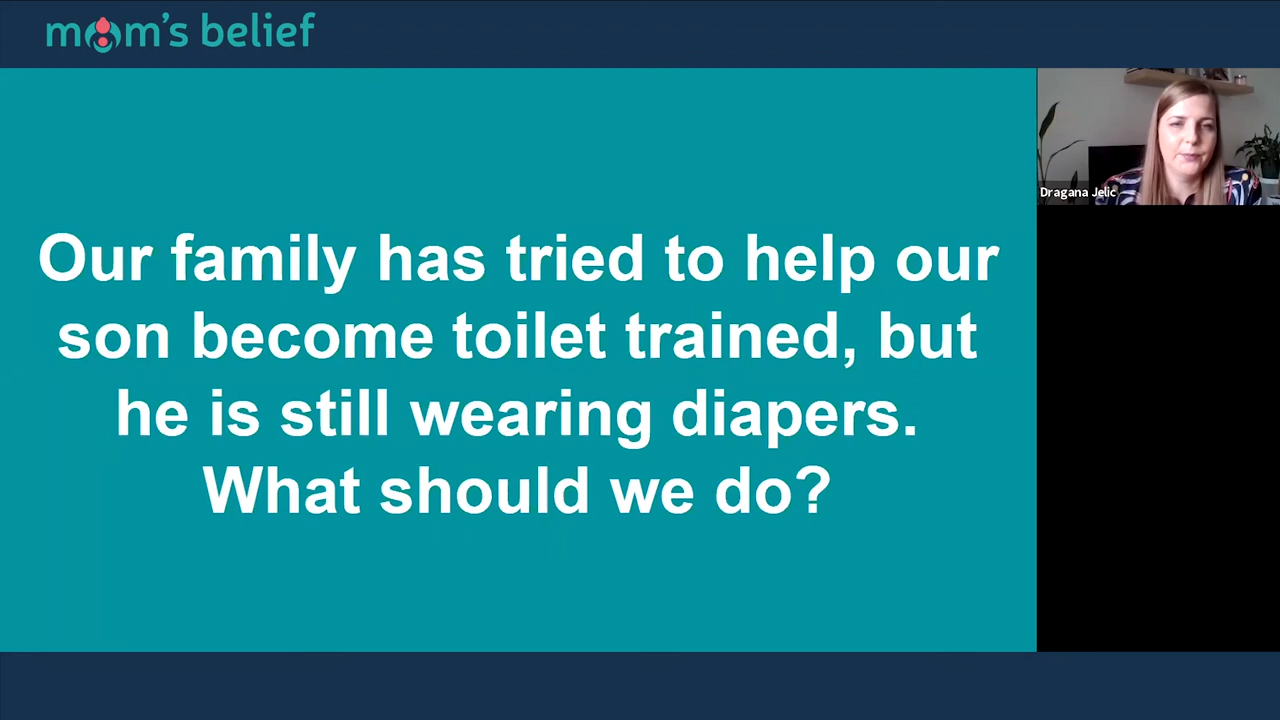 mom's belief
Our family has tried to help our
son become toilet trained, but
he is still wearing diapers.
What should we do?
Dragana Jelic